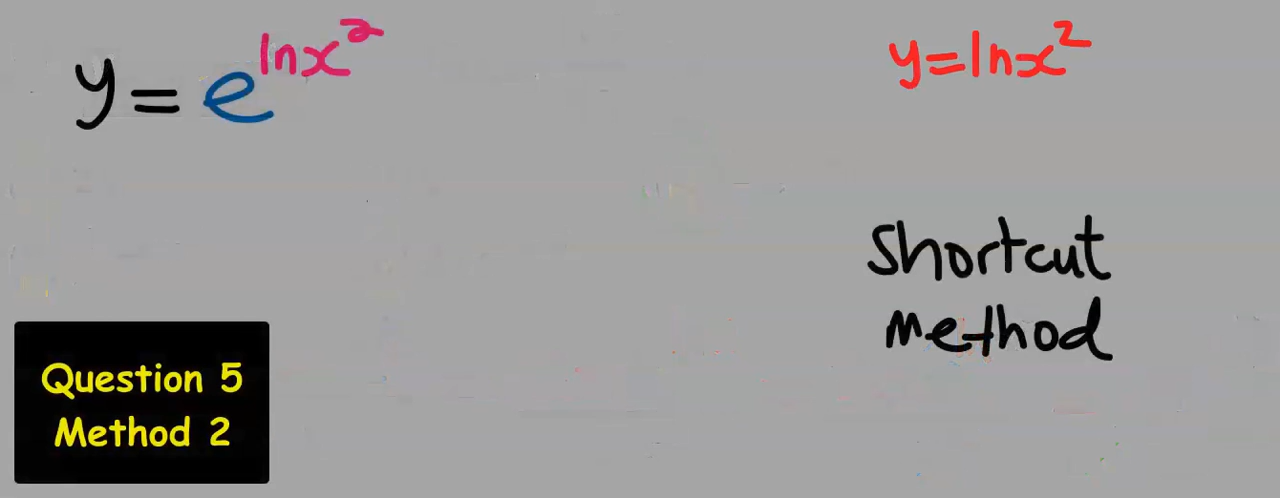 y = e^{ln x^2}
y = ln x^2
Shortcut
method
Question 5
Method 2